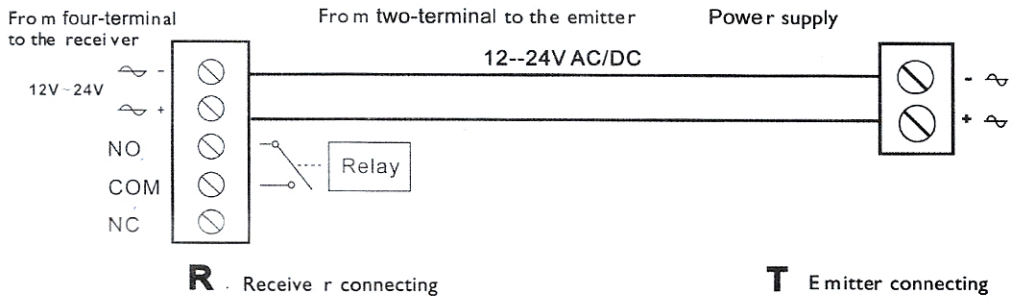 From four-terminal to the receiver
From two-terminal to the emitter
Power supply
12--24V AC/DC
-
12V~24V
+
NO
COM
NC
Relay
-
+
R . Receive r connecting
T Emitter connecting